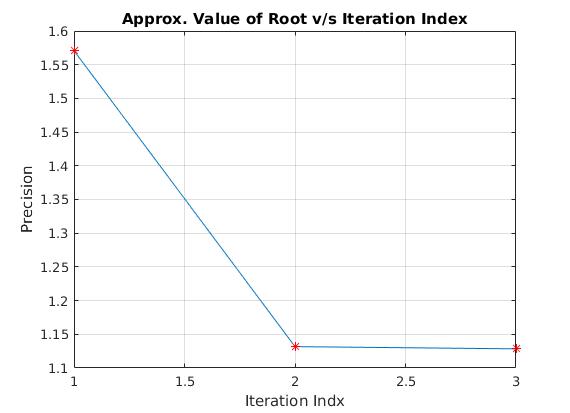 Approx. Value of Root v/s Iteration Index
1.6
1.55
1.5
1.45
1.4
1.35
1.3
1.25
1.2
1.15
1.1
Precision
1 1.5 2 2.5 3
Iteration Indx